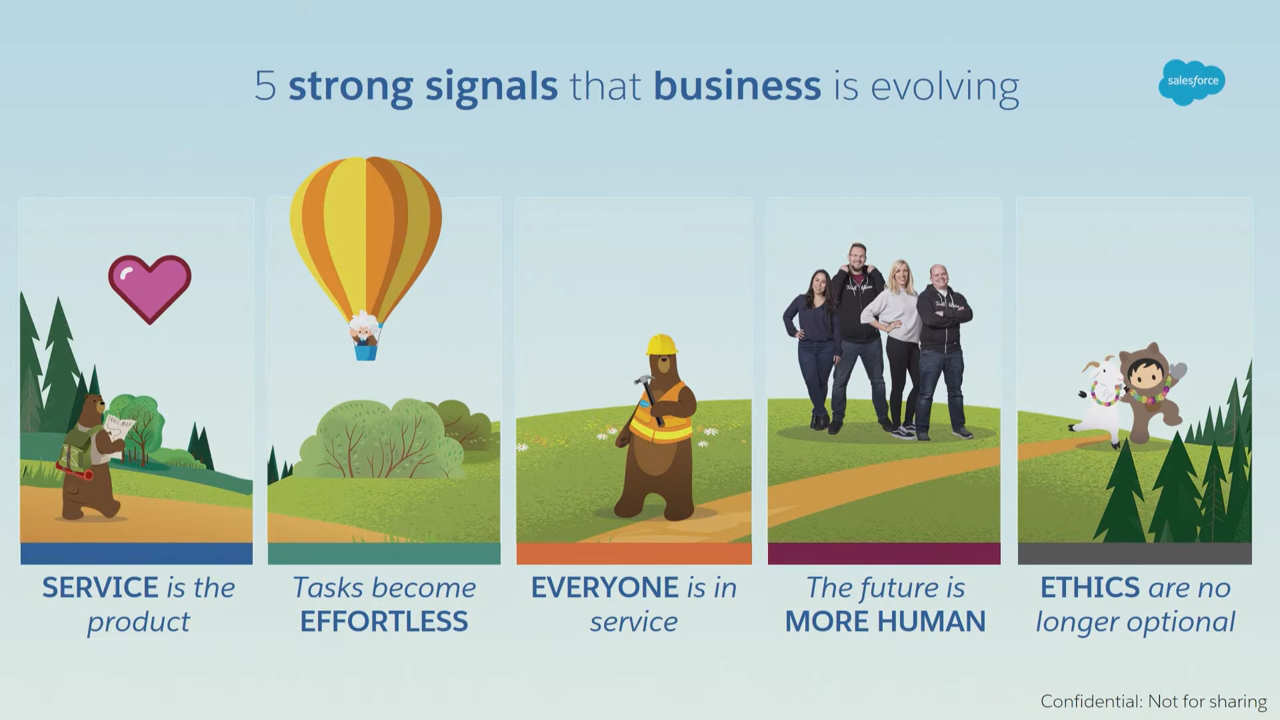 5 strong signals that business is evolving
salesforce
SERVICE is the
product
Tasks become
EFFORTLESS
EVERYONE is in
service
The future is
MORE HUMAN
ETHICS are no
longer optional
Confidential: Not for sharing